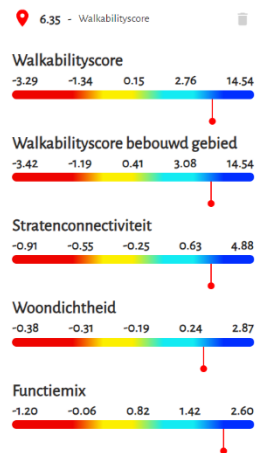 6.35 - Walkabilityscore
Walkabilityscore
-3.29 -1.34 0.15 2.76 14.54
Walkabilityscore bebouwd gebied
-3.42 -1.19 0.41 3.08 14.54
Stratenconnectiviteit
-0.91 -0.55 -0.25 0.63 4.88
Woondichtheid
-0.38 -0.31 -0.19 0.24 2.87
Functiemix
-1.20 -0.06 0.82 1.42 2.60